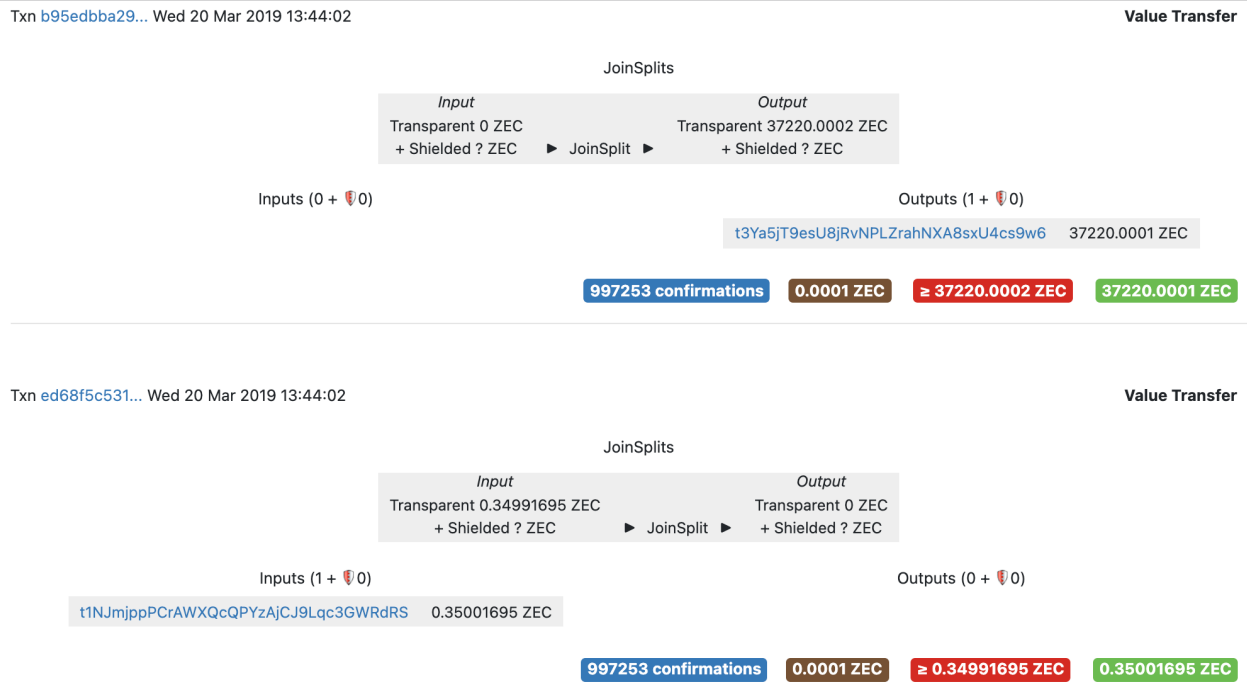 Txn b95edbba29... Wed 20 Mar 2019 13:44:02 Value Transfer
JoinSplits
Input Output
Transparent 0 ZEC Transparent 37220.0002 ZEC
+ Shielded ? ZEC ► JoinSplit ► + Shielded ? ZEC
Inputs (0 + 0) Outputs (1 + 0)
t3Ya5jT9esU8jRvNPLZrahNXA8sxU4cs9w6 37220.0001 ZEC
997253 confirmations 0.0001 ZEC ≥ 37220.0002 ZEC 37220.0001 ZEC
Txn ed68f5c531... Wed 20 Mar 2019 13:44:02 Value Transfer
JoinSplits
Input Output
Transparent 0.34991695 ZEC Transparent 0 ZEC
+ Shielded ? ZEC ► JoinSplit ► + Shielded ? ZEC
Inputs (1 + 0) Outputs (0 + 0)
t1NJmjppPCrAWXQcQPYzAjCJ9Lqc3GWRdRS 0.35001695 ZEC
997253 confirmations 0.0001 ZEC ≥ 0.34991695 ZEC 0.35001695 ZEC